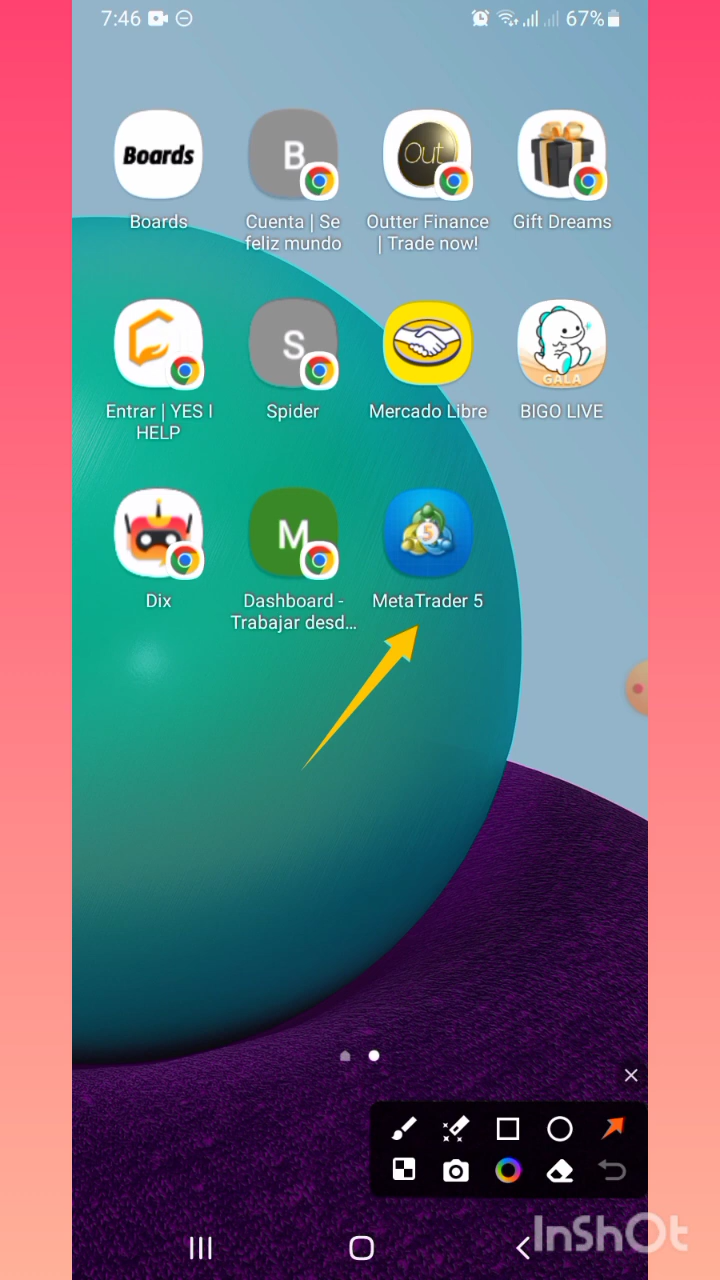 7:46
67%
Boards
B
Out
Boards
Cuenta | Se
feliz mundo
Outter Finance
| Trade now!
Gift Dreams
S
GALA
Entrar | YES I
HELP
Spider
Mercado Libre
BIGO LIVE
M
5
Dix
Dashboard -
Trabajar desd...
MetaTrader 5
InShOt